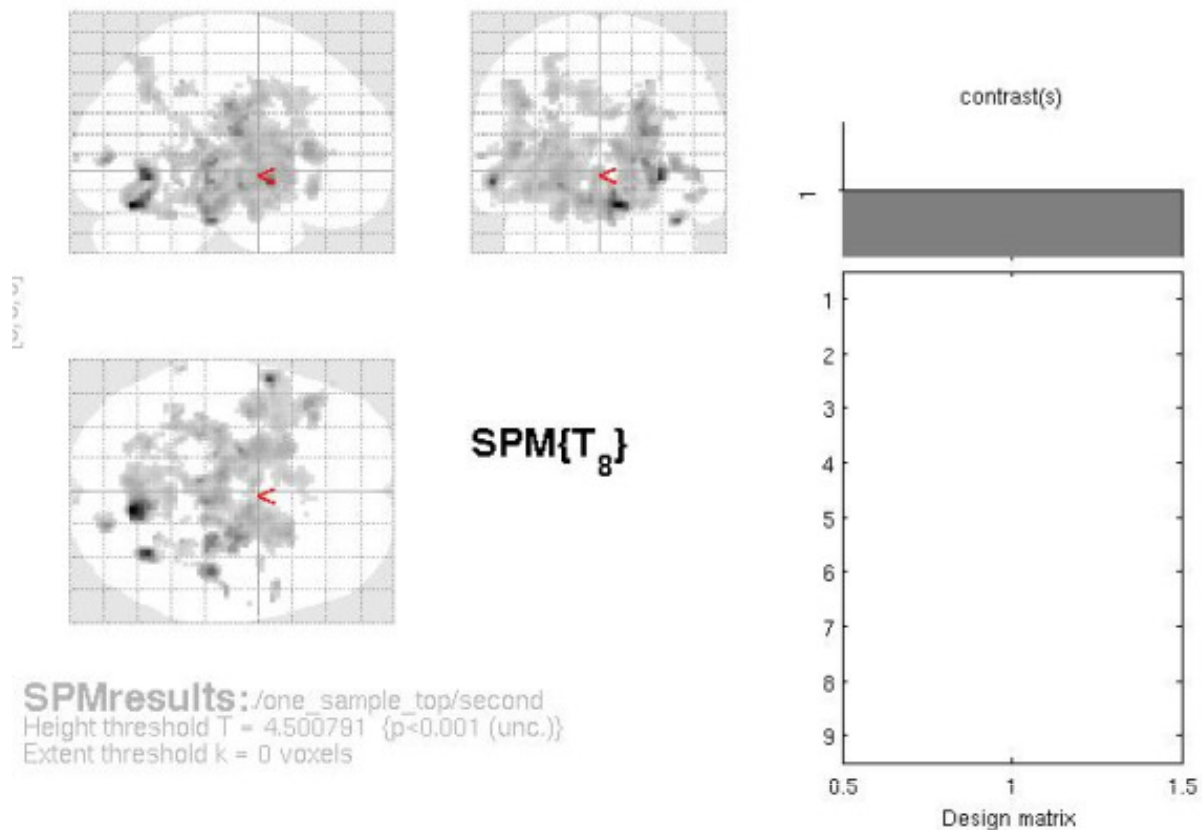 contrast(s)
1
1
2
3
4
5
6
7
8
9
0.5 1 1.5
Design matrix
<
<
<
SPM{T8}
SPMresults: ./one_sample_top/second
Height threshold T = 4.500791 {p<0.001 (unc.)}
Extent threshold k = 0 voxels